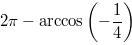 2π − arccos(−1/4)